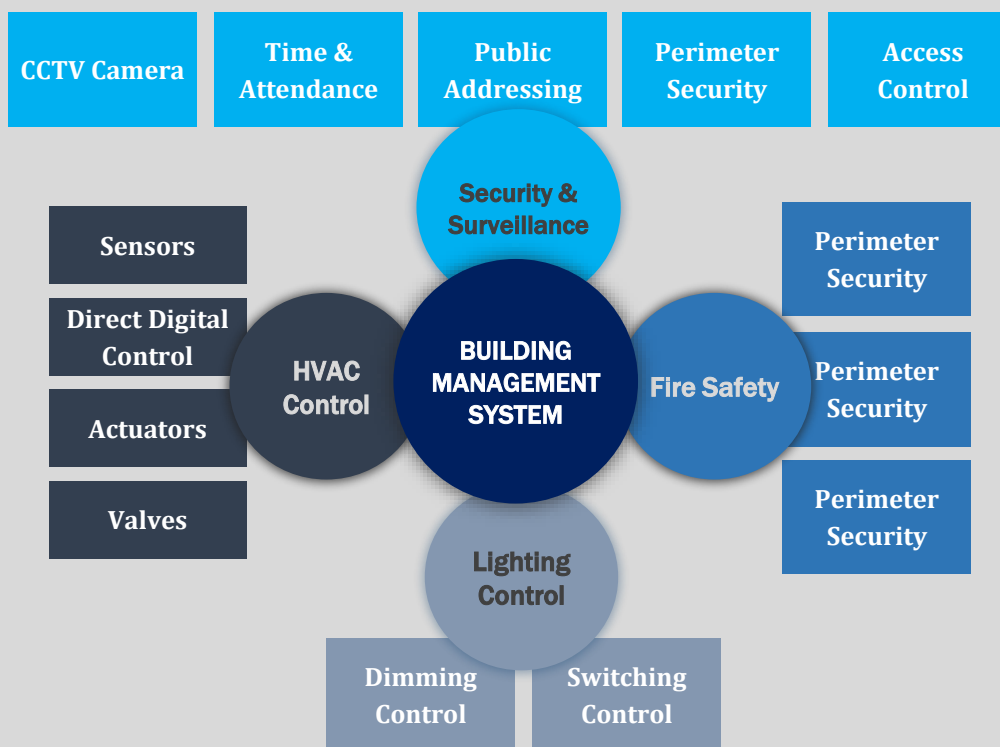 CCTV Camera
Time &
Attendance
Public
Addressing
Perimeter
Security
Access
Control
Security &
Surveillance
Sensors
Direct Digital
Control
Actuators
Valves
HVAC
Control
BUILDING
MANAGEMENT
SYSTEM
Fire Safety
Perimeter
Security
Perimeter
Security
Perimeter
Security
Lighting
Control
Dimming
Control
Switching
Control